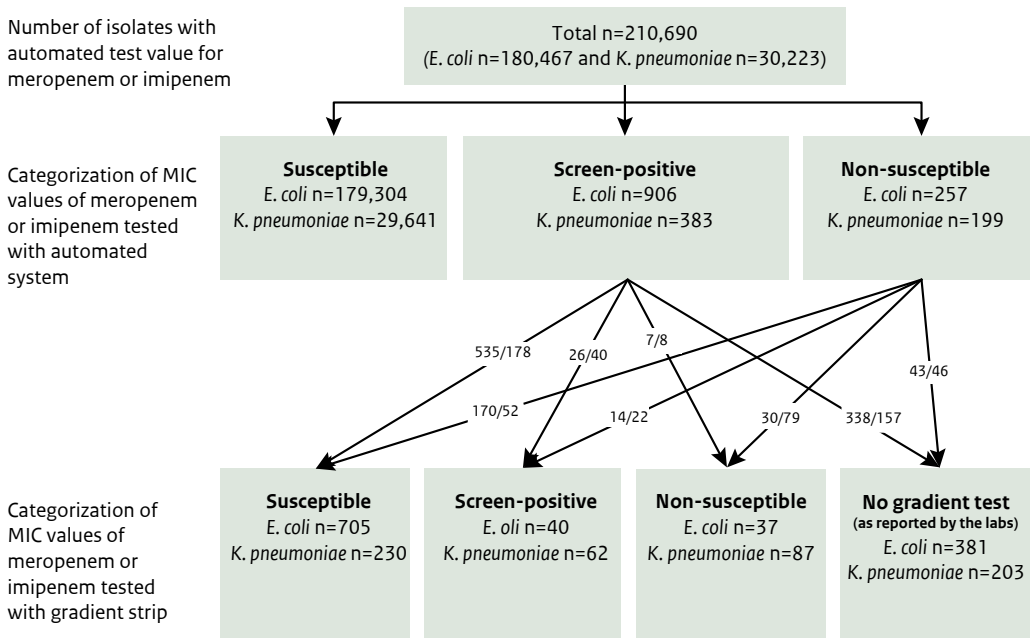 Number of isolates with
automated test value for
meropenem or imipenem
Total n=210,690
(E. coli n=180,467 and K. pneumoniae n=30,223)
Categorization of MIC
values of meropenem
or imipenem tested
with automated
system
Susceptible
E. coli n=179,304
K. pneumoniae n=29,641
Screen-positive
E. coli n=906
K. pneumoniae n=383
Non-susceptible
E. coli n=257
K. pneumoniae n=199
535/178
26/40
7/8
43/46
170/52
14/22
30/79
338/157
Categorization of
MIC values of
meropenem or
imipenem tested
with gradient strip
Susceptible
E. coli n=705
K. pneumoniae n=230
Screen-positive
E. oli n=40
K. pneumoniae n=62
Non-susceptible
E. coli n=37
K. pneumoniae n=87
No gradient test
(as reported by the labs)
E. coli n=381
K. pneumoniae n=203